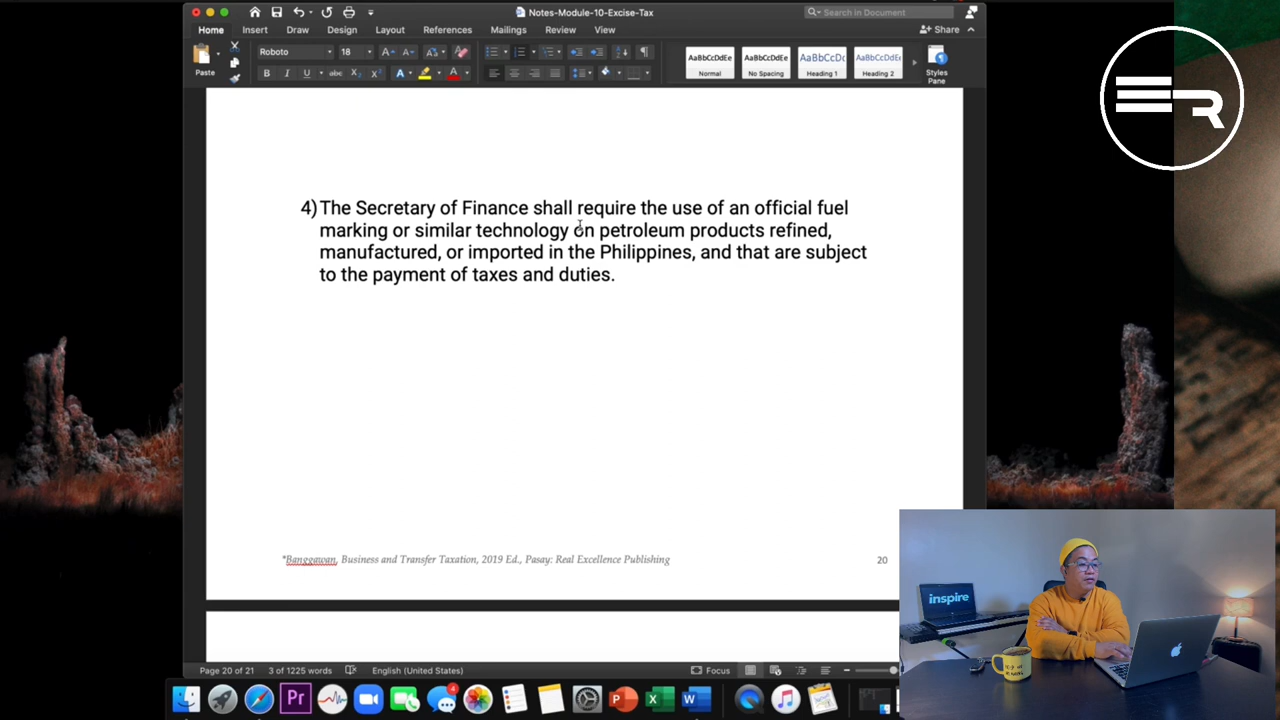 Notes-Module-10-Excise-Tax
Search in Document
Home Insert Draw Design Layout References Mailings Review View
Share
Paste
Roboto 18
AaBbCcDdEe AaBbCcDdEe AaBbCcDc AaBbCcDdEe
Normal No Spacing Heading 1 Heading 2
Styles Pane
ER
4) The Secretary of Finance shall require the use of an official fuel
marking or similar technology on petroleum products refined,
manufactured, or imported in the Philippines, and that are subject
to the payment of taxes and duties.
*Banggawan, Business and Transfer Taxation, 2019 Ed., Pasay: Real Excellence Publishing
20
inspire
Page 20 of 21 3 of 1225 words English (United States)
Focus
Pr
4